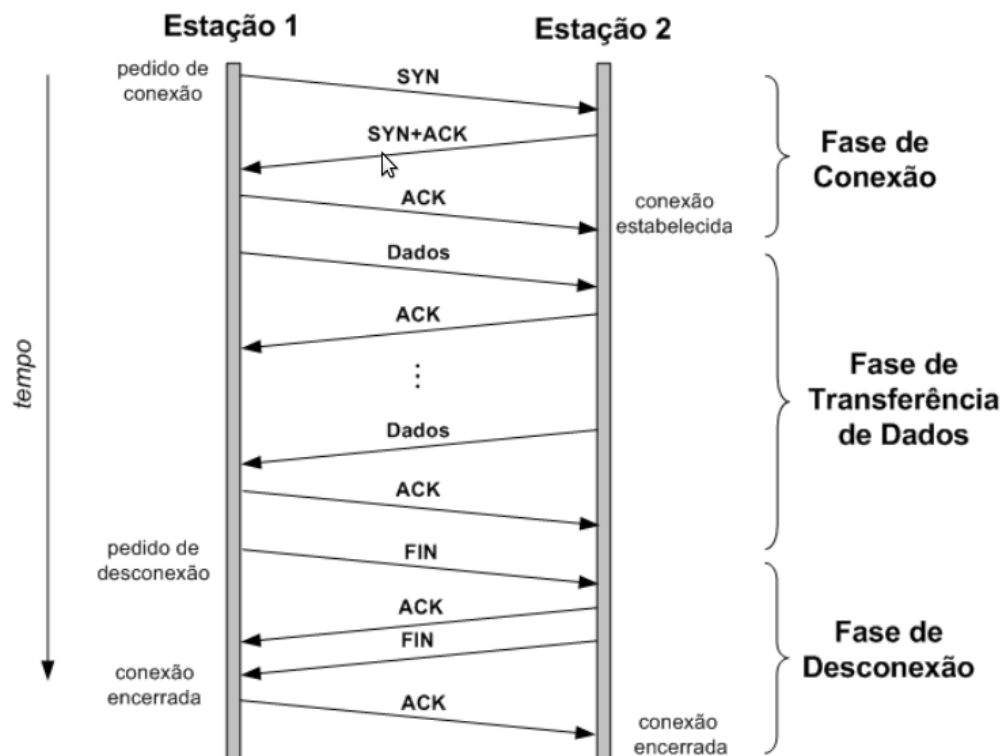 Estação 1
Estação 2
pedido de
conexão
SYN
SYN+ACK
ACK
conexão
estabelecida
Fase de
Conexão
Dados
ACK
⋮
Dados
ACK
Fase de
Transferência
de Dados
tempo
pedido de
desconexão
FIN
ACK
FIN
conexão
encerrada
ACK
conexão
encerrada
Fase de
Desconexão